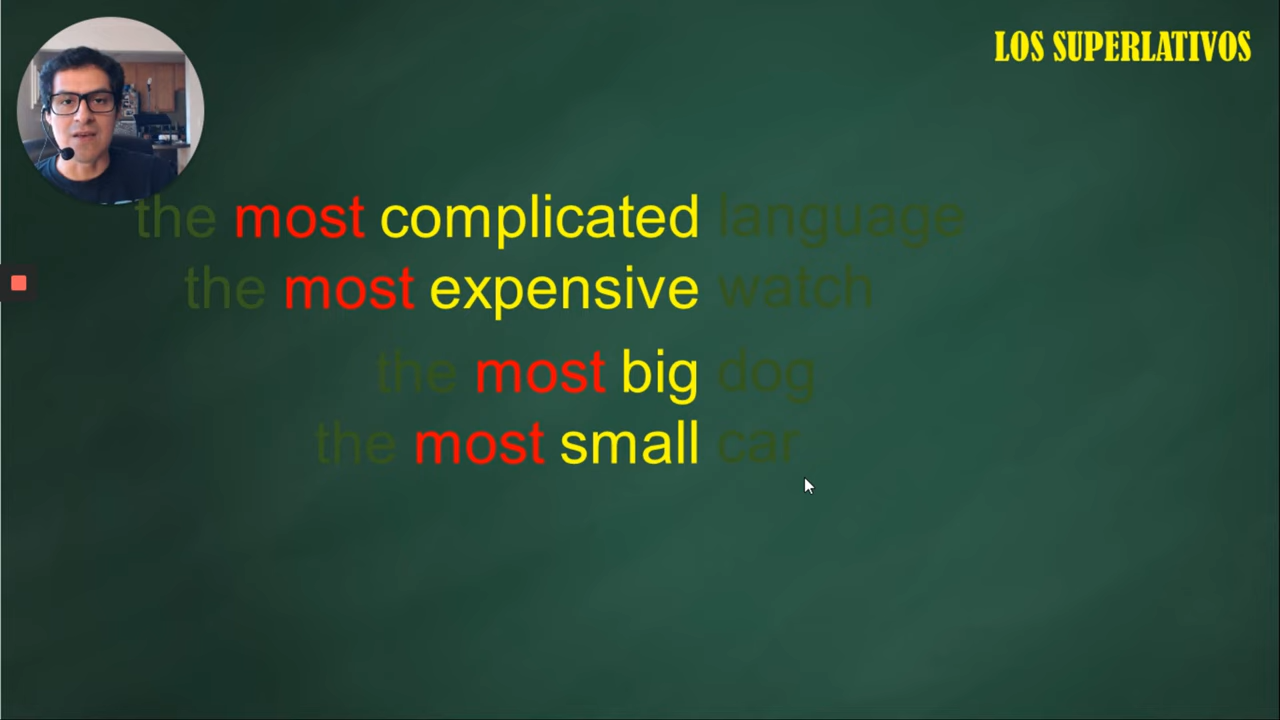 LOS SUPERLATIVOS
the most complicated language
the most expensive watch
the most big dog
the most small car